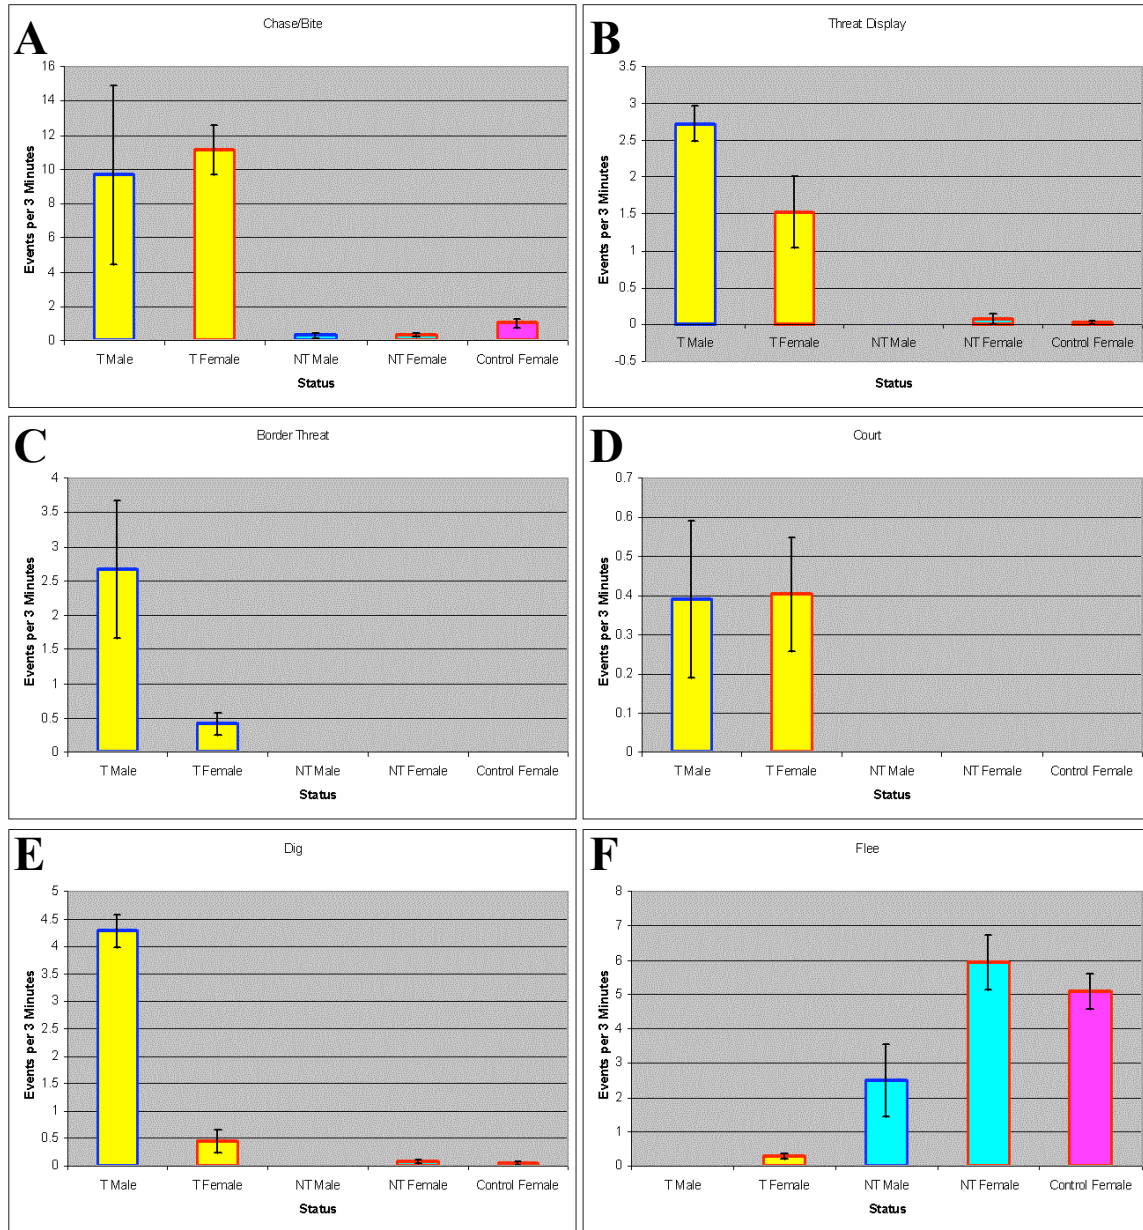 A
Chase/Bite
Events per 3 Minutes
16
14
12
10
8
6
4
2
0
T Male T Female NT Male NT Female Control Female
Status
B
Threat Display
Events per 3 Minutes
3.5
3
2.5
2
1.5
1
0.5
0
-0.5
T Male T Female NT Male NT Female Control Female
Status
C
Border Threat
Events per 3 Minutes
4
3.5
3
2.5
2
1.5
1
0.5
0
T Male T Female NT Male NT Female Control Female
Status
D
Court
Events per 3 Minutes
0.7
0.6
0.5
0.4
0.3
0.2
0.1
0
T Male T Female NT Male NT Female Control Female
Status
E
Dig
Events per 3 Minutes
5
4.5
4
3.5
3
2.5
2
1.5
1
0.5
0
T Male T Female NT Male NT Female Control Female
Status
F
Flee
Events per 3 Minutes
8
7
6
5
4
3
2
1
0
T Male T Female NT Male NT Female Control Female
Status